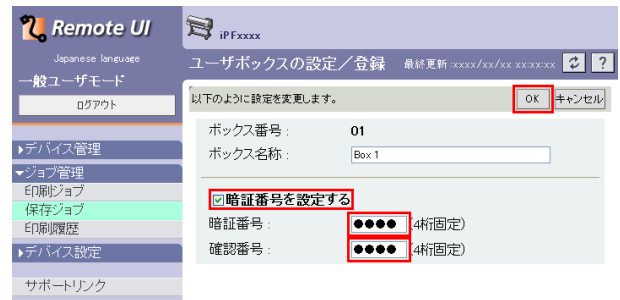 Remote UI
Japanese language
一般ユーザモード
ログアウト
▸デバイス管理
▾ジョブ管理
印刷ジョブ
保存ジョブ
印刷履歴
▸デバイス設定
サポートリンク
iPFxxxx
ユーザボックスの設定／登録 最終更新 :xxxx/xx/xx xx:xx:xx ?
以下のように設定を変更します。 OK キャンセル
ボックス番号 : 01
ボックス名称 : Box 1
☑暗証番号を設定する
暗証番号 : ●●●● (4桁固定)
確認番号 : ●●●● (4桁固定)